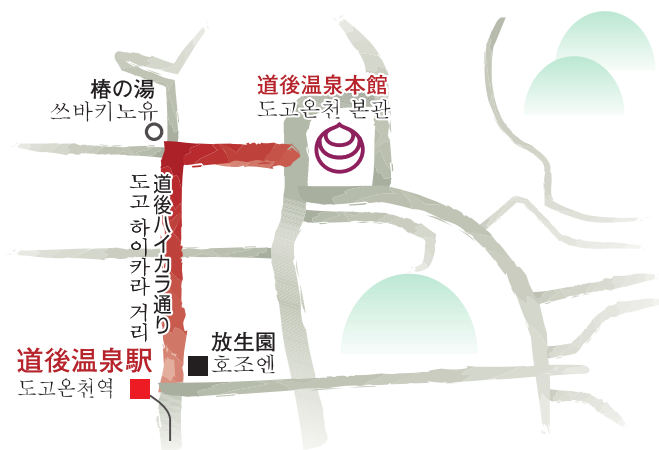 椿の湯
쓰바키노유
道後温泉本館
도고온천 본관
道後ハイカラ通り
도고 하이카라 거리
放生園
호조엔
道後温泉駅
도고온천역